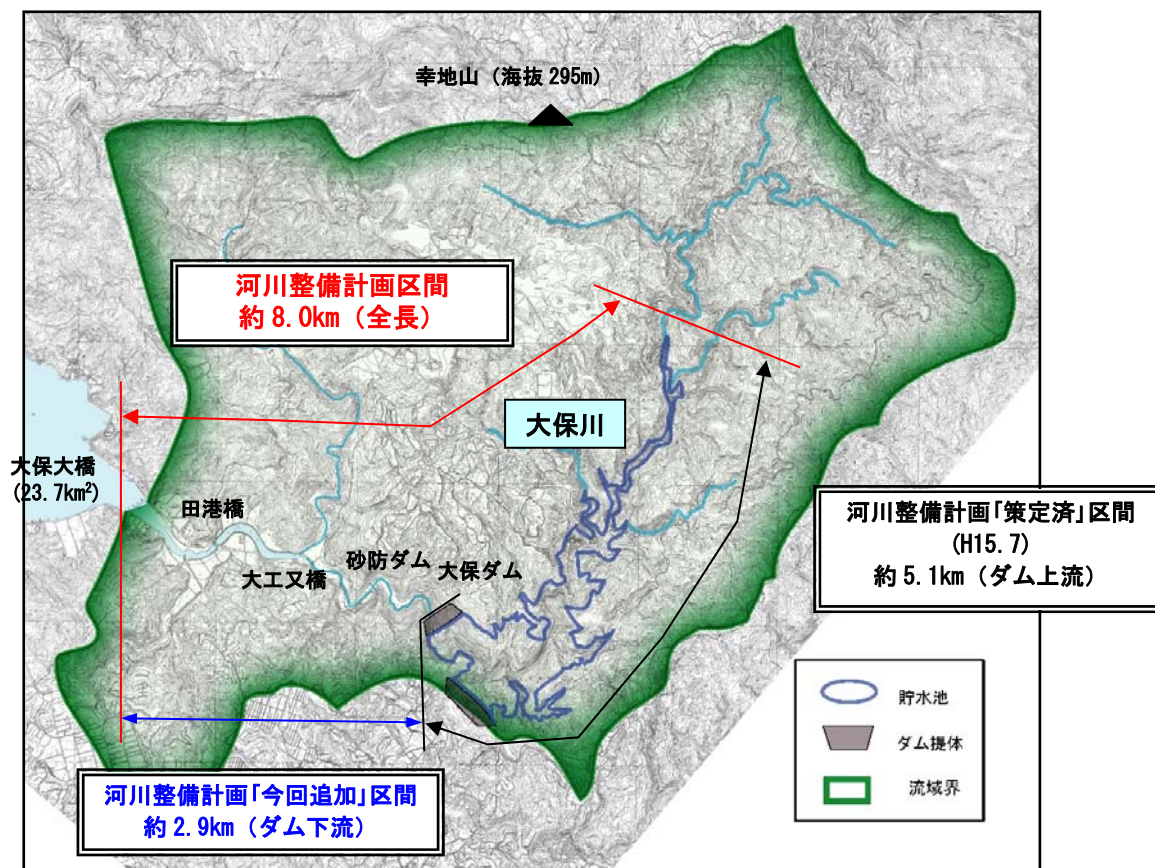 幸地山 (海抜 295m)
河川整備計画区間
約 8.0km (全長)
大保川
大保大橋
(23.7km²)
田港橋
大工又橋
砂防ダム
大保ダム
河川整備計画「策定済」区間
(H15.7)
約 5.1km (ダム上流)
河川整備計画「今回追加」区間
約 2.9km (ダム下流)
貯水池
ダム提体
流域界